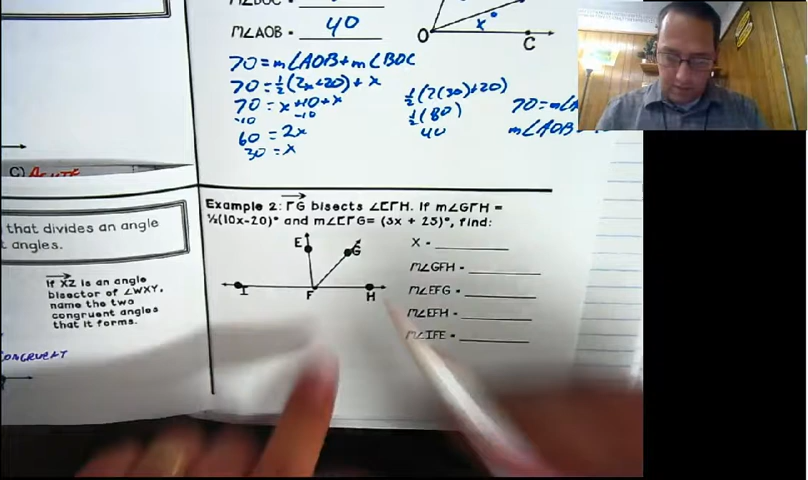 m∠BOC =
m∠AOB = 40
70 = m∠AOB + m∠BOC
70 = ½(2x+20) + x
70 = x+10+x
-10 -10
60 = 2x
30 = x
½(2(30)+20)
½(80)
40
70 = m∠A
m∠AOB
O
x°
C
C) ACUTE
that divides an angle
angles.
If XZ is an angle
bisector of ∠WXY,
name the two
congruent angles
that it forms.
CONGRUENT
Example 2: FG bisects ∠EFH. If m∠GFH =
½(10x-20)° and m∠EFG= (3x + 25)°, find:
E
G
I
F
H
X =
m∠GFH =
m∠EFG =
m∠EFH =
m∠IFE =